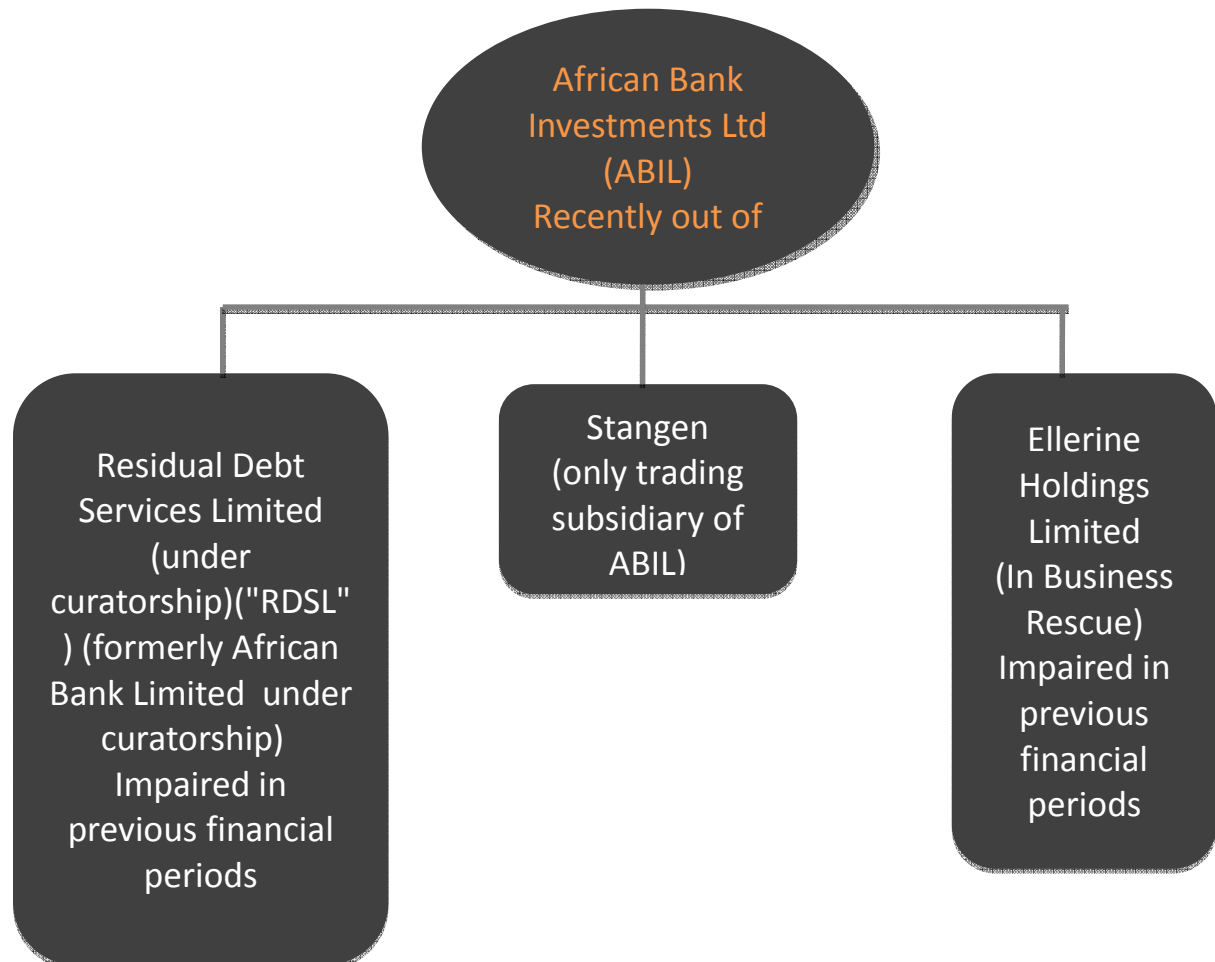 African Bank
Investments Ltd
(ABIL)
Recently out of
Residual Debt
Services Limited
(under
curatorship)("RDSL"
) (formerly African
Bank Limited under
curatorship)
Impaired in
previous financial
periods
Stangen
(only trading
subsidiary of
ABIL)
Ellerine
Holdings
Limited
(In Business
Rescue)
Impaired in
previous
financial
periods